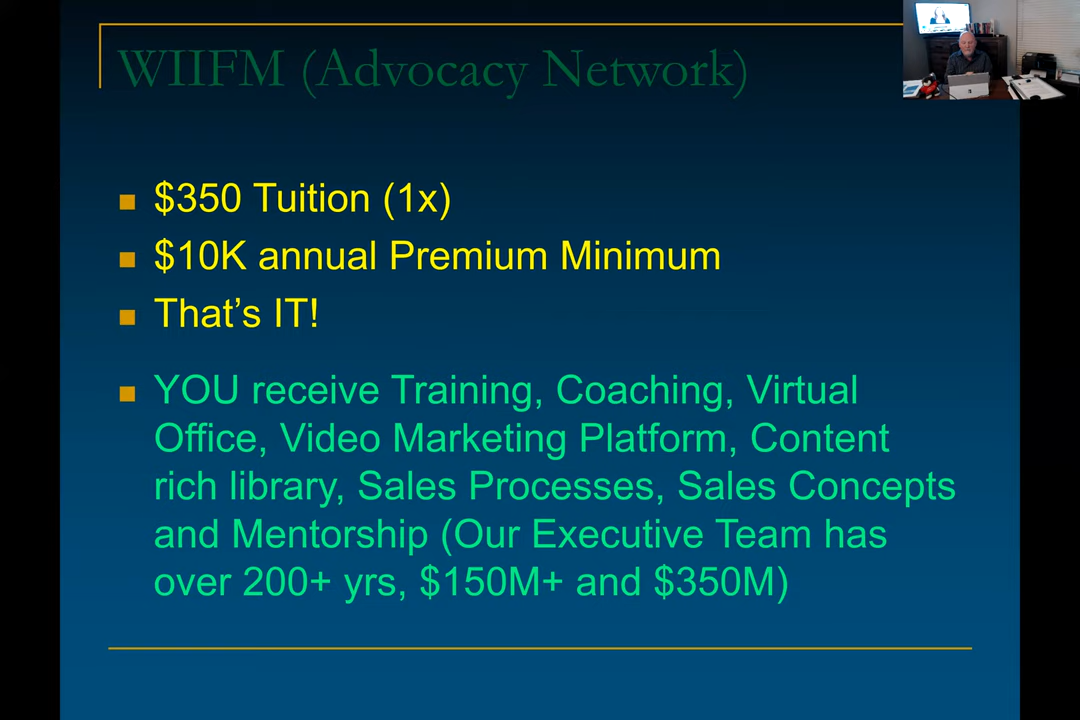 WIIFM (Advocacy Network)
$350 Tuition (1x)
$10K annual Premium Minimum
That’s IT!
YOU receive Training, Coaching, Virtual
Office, Video Marketing Platform, Content
rich library, Sales Processes, Sales Concepts
and Mentorship (Our Executive Team has
over 200+ yrs, $150M+ and $350M)